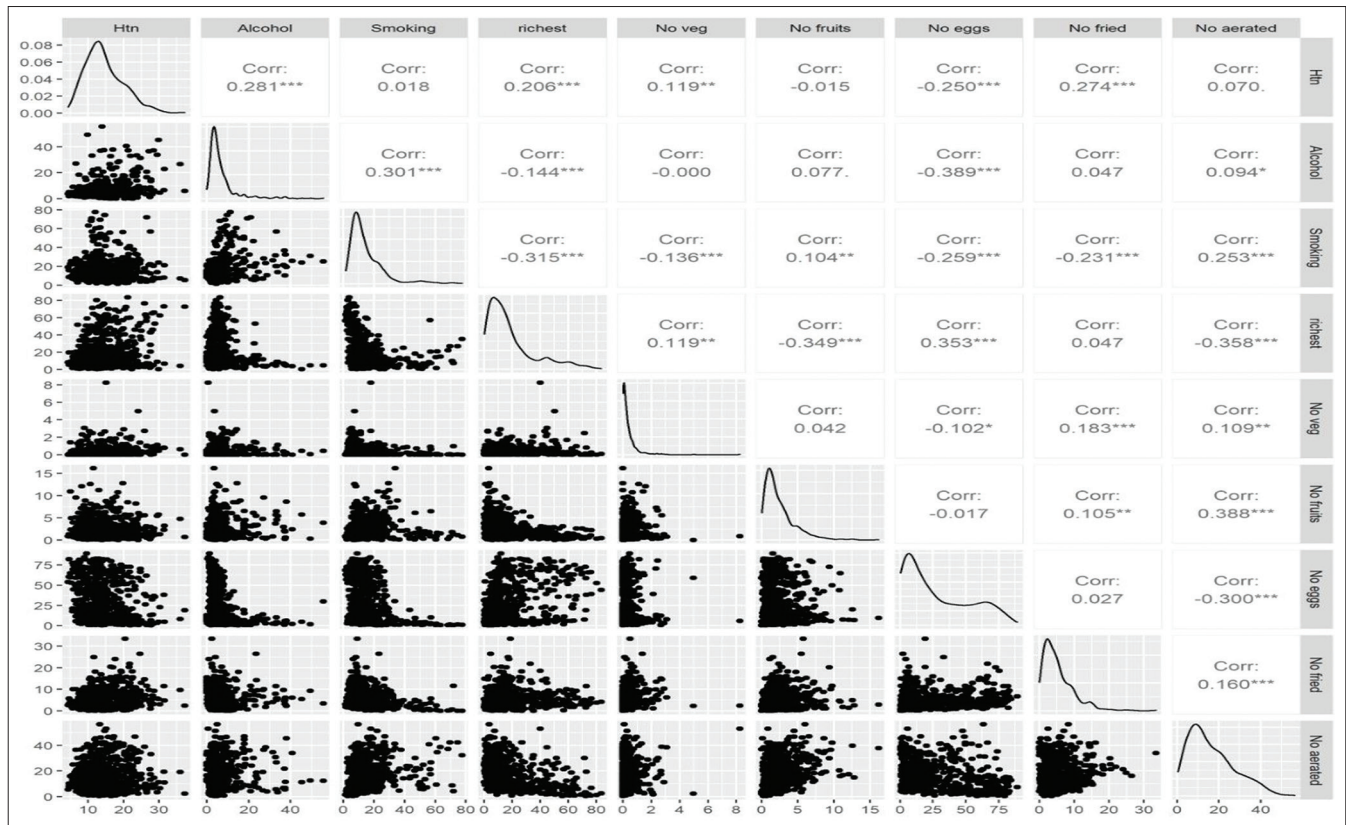 Htn Alcohol Smoking richest No veg No fruits No eggs No fried No aerated
0.08
0.06
0.04
0.02
0.00
Corr: Corr: Corr: Corr: Corr: Corr: Corr: Corr:
0.281*** 0.018 0.206*** 0.119** -0.015 -0.250*** 0.274*** 0.070.
Htn
40
20
0
Corr: Corr: Corr: Corr: Corr: Corr: Corr:
0.301*** -0.144*** -0.000 0.077. -0.389*** 0.047 0.094*
Alcohol
80
60
40
20
0
Corr: Corr: Corr: Corr: Corr: Corr:
-0.315*** -0.136*** 0.104** -0.259*** -0.231*** 0.253***
Smoking
80
60
40
20
0
Corr: Corr: Corr: Corr: Corr:
0.119** -0.349*** 0.353*** 0.047 -0.358***
richest
8
6
4
2
0
Corr: Corr: Corr: Corr:
0.042 -0.102* 0.183*** 0.109**
No veg
15
10
5
0
Corr: Corr: Corr:
-0.017 0.105** 0.388***
No fruits
75
50
25
0
Corr: Corr:
0.027 -0.300***
No eggs
30
20
10
0
Corr:
0.160***
No fried
40
20
0
No aerated
10 20 30 0 20 40 0 20 40 60 80 0 20 40 60 80 0 2 4 6 8 0 5 10 15 0 25 50 75 0 10 20 30 0 20 40